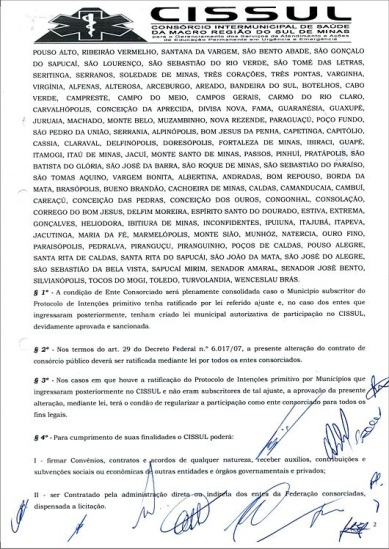 CISSUL
CONSÓRCIO INTERMUNICIPAL DE SAÚDE
DA MACRO REGIÃO DO SUL DE MINAS
para o Gerenciamento dos Serviços de Atendimento e Ações
de Educação Permanente em Urgência e Emergência
POUSO ALTO, RIBEIRÃO VERMELHO, SANTANA DA VARGEM, SÃO BENTO ABADE, SÃO GONÇALO
DO SAPUCAÍ, SÃO LOURENÇO, SÃO SEBASTIÃO DO RIO VERDE, SÃO TOMÉ DAS LETRAS,
SERITINGA, SERRANOS, SOLEDADE DE MINAS, TRÊS CORAÇÕES, TRÊS PONTAS, VARGINHA,
VIRGÍNIA, ALFENAS, ALTEROSA, ARCEBURGO, AREADO, BANDEIRA DO SUL, BOTELHOS, CABO
VERDE, CAMPESTRE, CAMPO DO MEIO, CAMPOS GERAIS, CARMO DO RIO CLARO,
CARVALHÓPOLIS, CONCEIÇÃO DA APRECIDA, DIVISA NOVA, FAMA, GUARANÉSIA, GUAXUPÉ,
JURUAIA, MACHADO, MONTE BELO, MUZAMBINHO, NOVA REZENDE, PARAGUAÇÚ, POÇO FUNDO,
SÃO PEDRO DA UNIÃO, SERRANIA, ALPINÓPOLIS, BOM JESUS DA PENHA, CAPETINGA, CAPITÓLIO,
CASSIA, CLARAVAL, DELFINÓPOLIS, DORESÓPOLIS, FORTALEZA DE MINAS, IBIRACI, GUAPÉ,
ITAMOGI, ITAÚ DE MINAS, JACUÍ, MONTE SANTO DE MINAS, PASSOS, PINHUI, PRATÁPOLIS, SÃO
BATISTA DO GLÓRIA, SÃO JOSÉ DA BARRA, SÃO ROQUE DE MINAS, SÃO SEBASTIÃO DO PARAÍSO,
SÃO TOMAS AQUINO, VARGEM BONITA, ALBERTINA, ANDRADAS, BOM REPOUSO, BORDA DA
MATA, BRASÓPOLIS, BUENO BRANDÃO, CACHOEIRA DE MINAS, CALDAS, CAMANDUCAIA, CAMBUÍ,
CAREAÇÚ, CONCEIÇÃO DAS PEDRAS, CONCEIÇÃO DOS OUROS, CONGONHAL, CONSOLAÇÃO,
CORREGO DO BOM JESUS, DELFIM MOREIRA, ESPÍRITO SANTO DO DOURADO, ESTIVA, EXTREMA,
GONÇALVES, HELIODORA, IBITIURA DE MINAS, INCONFIDENTES, IPUIUNA, ITAJUBÁ, ITAPEVA,
JACUTINGA, MARIA DA FÉ, MARMELÓPOLIS, MONTE SIÃO, MUNHOZ, NATERCIA, OURO FINO,
PARAISÓPOLIS, PEDRALVA, PIRANGUÇU, PIRANGUINHO, POÇOS DE CALDAS, POUSO ALEGRE,
SANTA RITA DE CALDAS, SANTA RITA DO SAPUCAÍ, SÃO JOÃO DA MATA, SÃO JOSÉ DO ALEGRE,
SÃO SEBASTIÃO DA BELA VISTA, SAPUCAÍ MIRIM, SENADOR AMARAL, SENADOR JOSÉ BENTO,
SILVIANÓPOLIS, TOCOS DO MOGI, TOLEDO, TURVOLANDIA, WENCESLAU BRÁS.
§ 1º - A condição de Ente Consorciado será plenamente consolidada caso o Município subscritor do
Protocolo de Intenções primitivo tenha ratificado por lei referido ajuste e, no caso dos entes que
ingressaram posteriormente, tenham criado lei municipal autorizativa de participação no CISSUL,
devidamente aprovada e sancionada.
§ 2º - Nos termos do art. 29 do Decreto Federal n.º 6.017/07, a presente alteração do contrato de
consórcio público deverá ser ratificada mediante lei por todos os entes consorciados.
§ 3º - Nos casos em que houve a ratificação do Protocolo de Intenções primitivo por Municípios que
ingressaram posteriormente no CISSUL e não eram subscritores de tal ajuste, a aprovação da presente
alteração, mediante lei, terá o condão de regularizar a participação como ente consorciado para todos os
fins legais.
§ 4º - Para cumprimento de suas finalidades o CISSUL poderá:
I - firmar Convênios, contratos e acordos de qualquer natureza, receber auxílios, contribuições e
subvenções sociais ou econômicas de outras entidades e órgãos governamentais e privados;
II - ser Contratado pela administração direta ou indireta dos entes da Federação consorciados,
dispensada a licitação.
2